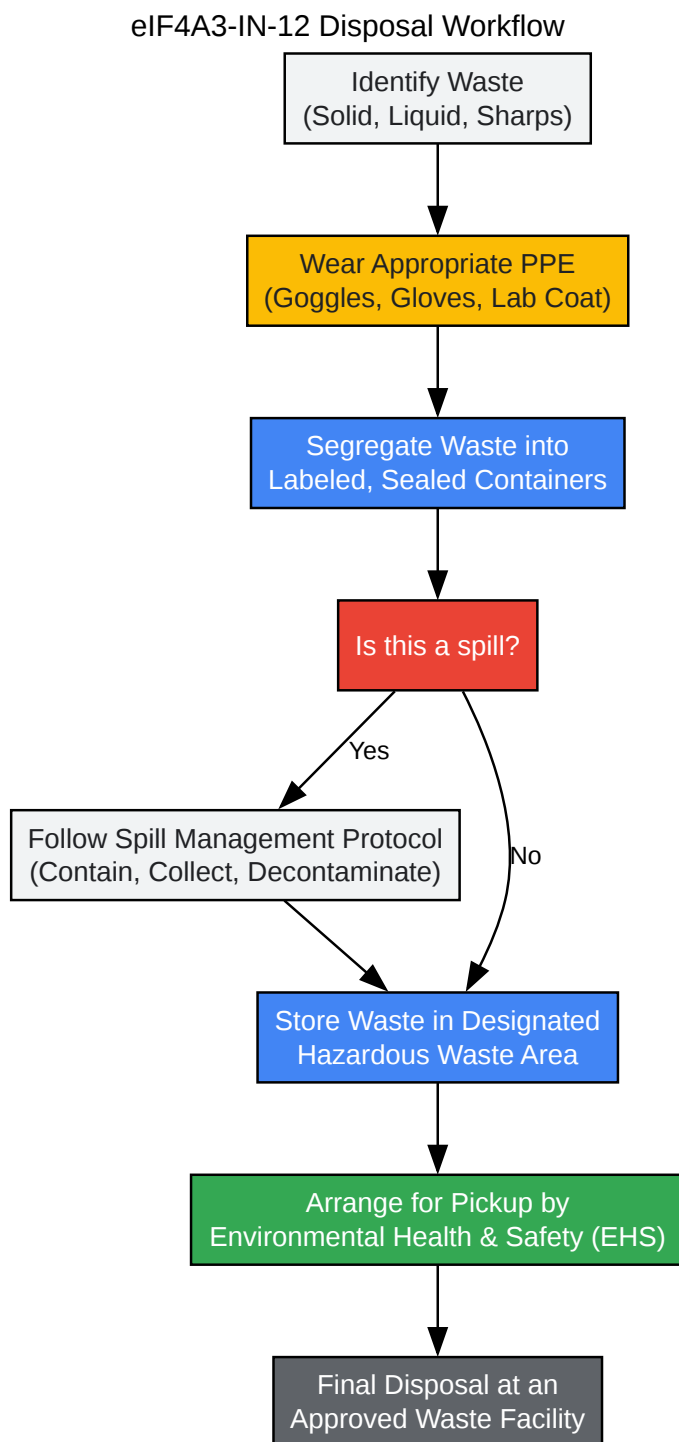 eIF4A3-IN-12 Disposal Workflow
Identify Waste
(Solid, Liquid, Sharps)
Wear Appropriate PPE
(Goggles, Gloves, Lab Coat)
Segregate Waste into
Labeled, Sealed Containers
Is this a spill?
Yes
Follow Spill Management Protocol
(Contain, Collect, Decontaminate)
No
Store Waste in Designated
Hazardous Waste Area
Arrange for Pickup by
Environmental Health & Safety (EHS)
Final Disposal at an
Approved Waste Facility